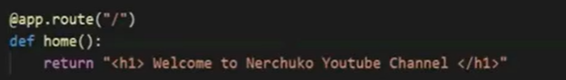 @app.route("/")
def home():
    return "<h1> Welcome to Nerchuko Youtube Channel </h1>"